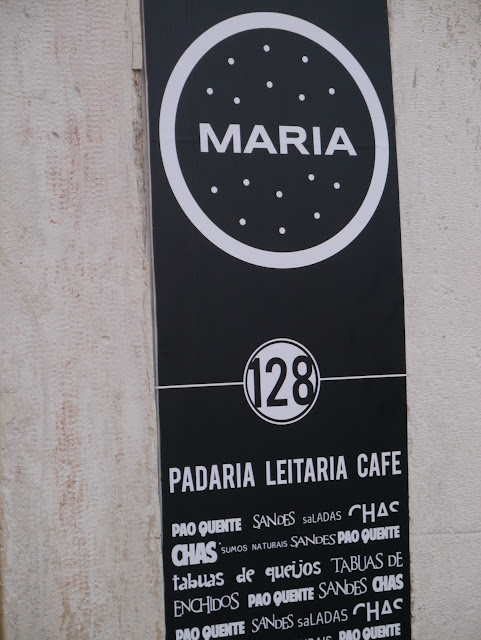 MARIA
128
PADARIA LEITARIA CAFE
PAO QUENTE SANDES saLADAS CHAS
CHAS SUMOS NATURAIS SANDES PAO QUENTE
tabuas de queijos TABUAS DE
ENCHIDOS PAO QUENTE SANDES CHAS
PAO QUENTE SANDES saLADAS CHAS